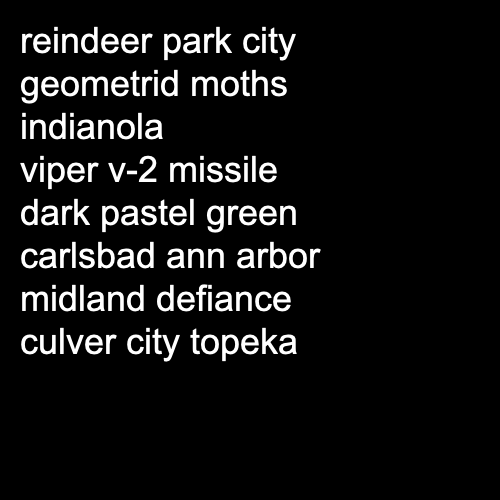 reindeer park city
geometrid moths
indianola
viper v-2 missile
dark pastel green
carlsbad ann arbor
midland defiance
culver city topeka